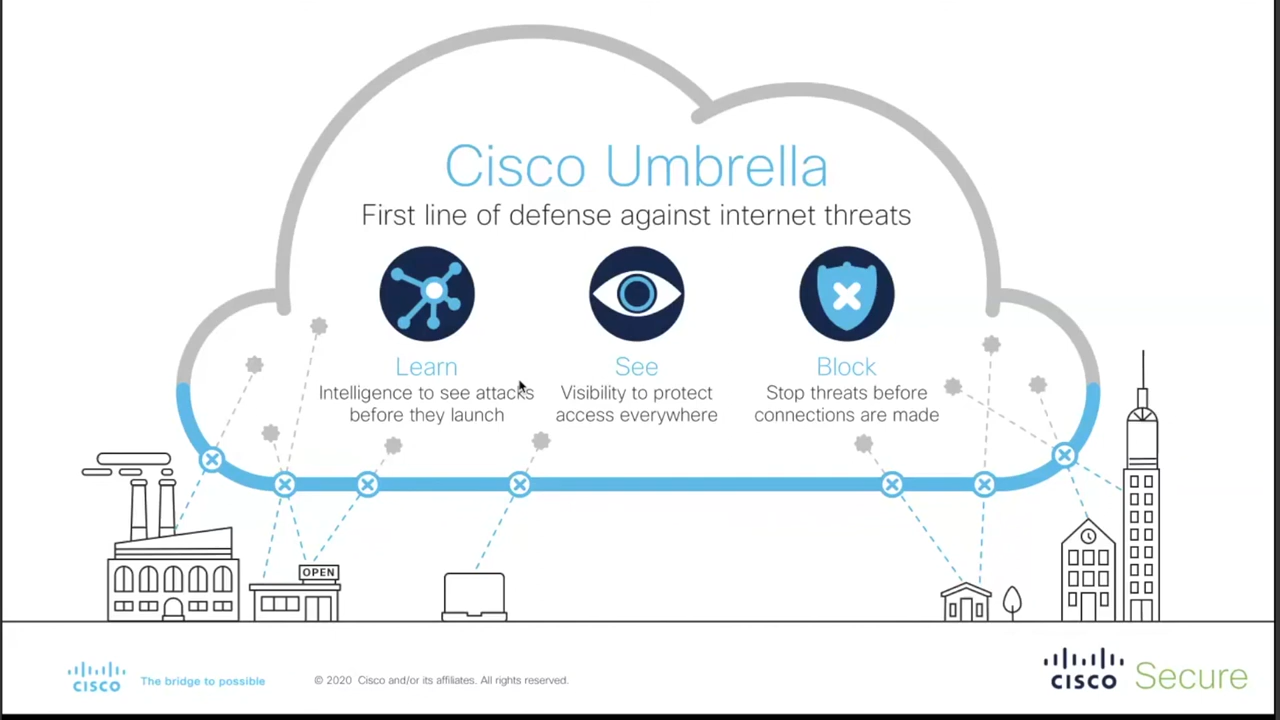 Cisco Umbrella
First line of defense against internet threats
Learn
Intelligence to see attacks
before they launch
See
Visibility to protect
access everywhere
Block
Stop threats before
connections are made
OPEN
CISCO
The bridge to possible
© 2020 Cisco and/or its affiliates. All rights reserved.
CISCO Secure